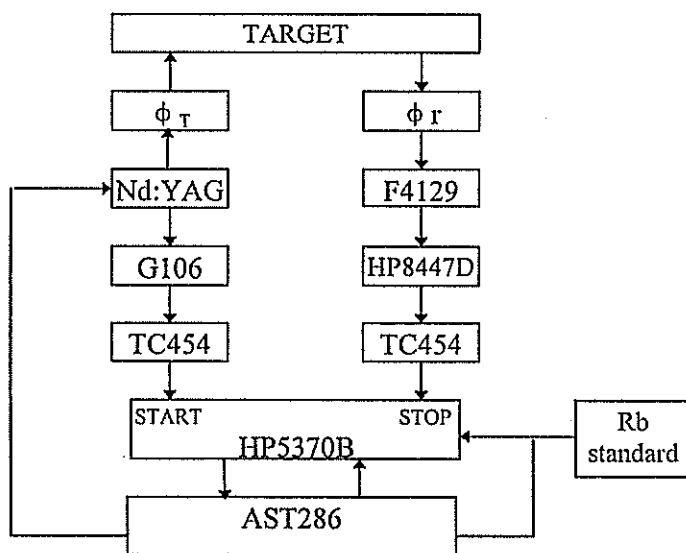 TARGET
ϕ T
ϕ r
Nd:YAG
F4129
G106
HP8447D
TC454
TC454
START
STOP
HP5370B
Rb
standard
AST286